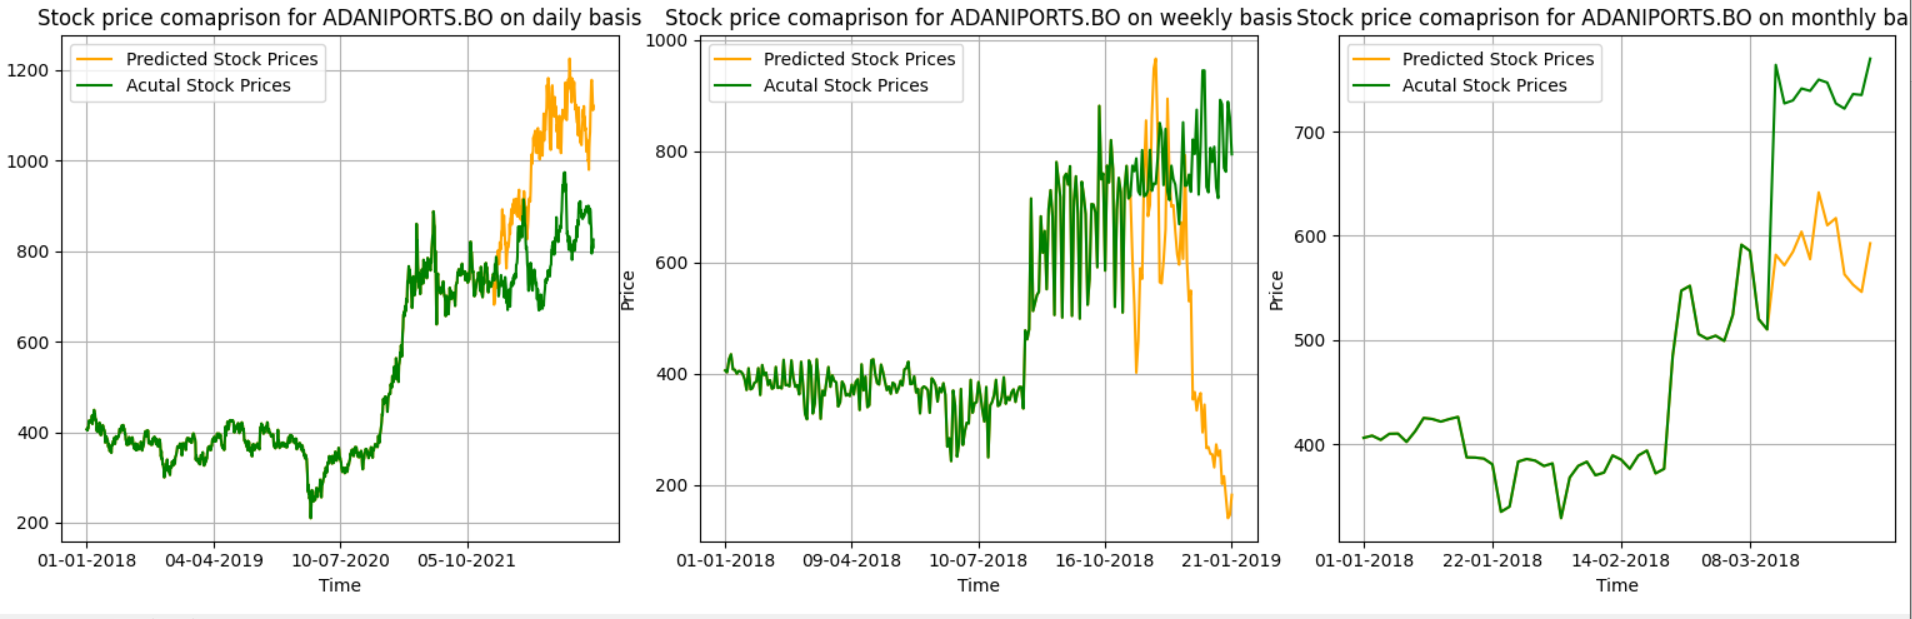 Stock price comaprison for ADANIPORTS.BO on daily basis
Predicted Stock Prices
Acutal Stock Prices
1200
1000
800
600
400
200
01-01-2018
04-04-2019
10-07-2020
05-10-2021
Time
Stock price comaprison for ADANIPORTS.BO on weekly basis
Predicted Stock Prices
Acutal Stock Prices
Price
1000
800
600
400
200
01-01-2018
09-04-2018
10-07-2018
16-10-2018
21-01-2019
Time
Stock price comaprison for ADANIPORTS.BO on monthly ba
Predicted Stock Prices
Acutal Stock Prices
Price
700
600
500
400
01-01-2018
22-01-2018
14-02-2018
08-03-2018
Time